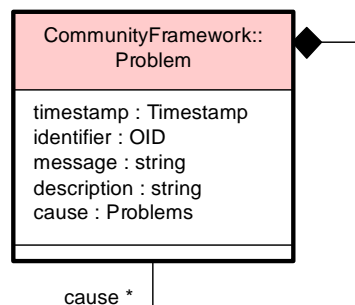 CommunityFramework::
Problem
timestamp : Timestamp
identifier : OID
message : string
description : string
cause : Problems
cause *